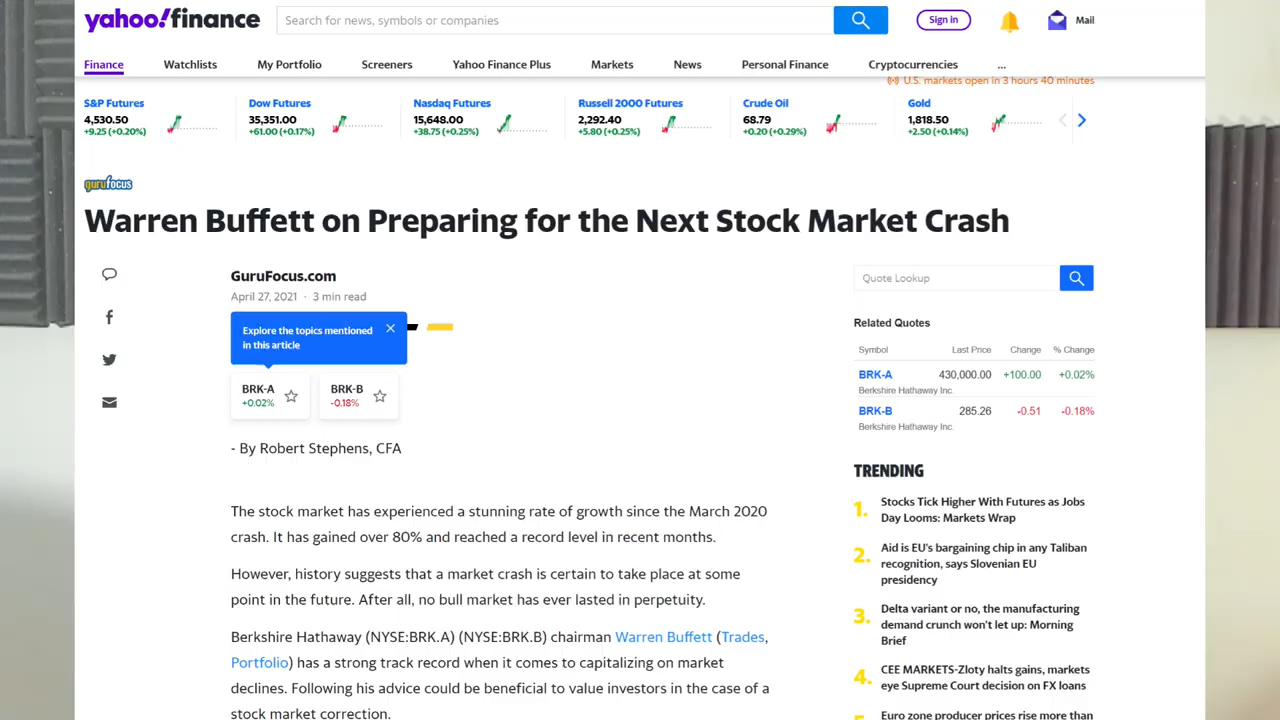 yahoo!finance
Search for news, symbols or companies
Sign in
Mail
Finance
Watchlists
My Portfolio
Screeners
Yahoo Finance Plus
Markets
News
Personal Finance
Cryptocurrencies
...
U.S. markets open in 3 hours 40 minutes
S&P Futures
4,530.50
+9.25 (+0.20%)
Dow Futures
35,351.00
+61.00 (+0.17%)
Nasdaq Futures
15,648.00
+38.75 (+0.25%)
Russell 2000 Futures
2,292.40
+5.80 (+0.25%)
Crude Oil
68.79
+0.20 (+0.29%)
Gold
1,818.50
+2.50 (+0.14%)
gurufocus
Warren Buffett on Preparing for the Next Stock Market Crash
GuruFocus.com
April 27, 2021 · 3 min read
Explore the topics mentioned
in this article
BRK-A
+0.02%
BRK-B
-0.18%
- By Robert Stephens, CFA
The stock market has experienced a stunning rate of growth since the March 2020
crash. It has gained over 80% and reached a record level in recent months.
However, history suggests that a market crash is certain to take place at some
point in the future. After all, no bull market has ever lasted in perpetuity.
Berkshire Hathaway (NYSE:BRK.A) (NYSE:BRK.B) chairman Warren Buffett (Trades,
Portfolio) has a strong track record when it comes to capitalizing on market
declines. Following his advice could be beneficial to value investors in the case of a
stock market correction.
Quote Lookup
Related Quotes
Symbol Last Price Change % Change
BRK-A 430,000.00 +100.00 +0.02%
Berkshire Hathaway Inc.
BRK-B 285.26 -0.51 -0.18%
Berkshire Hathaway Inc.
TRENDING
1. Stocks Tick Higher With Futures as Jobs
Day Looms: Markets Wrap
2. Aid is EU's bargaining chip in any Taliban
recognition, says Slovenian EU
presidency
3. Delta variant or no, the manufacturing
demand crunch won't let up: Morning
Brief
4. CEE MARKETS-Zloty halts gains, markets
eye Supreme Court decision on FX loans
Euro zone producer prices rise more than